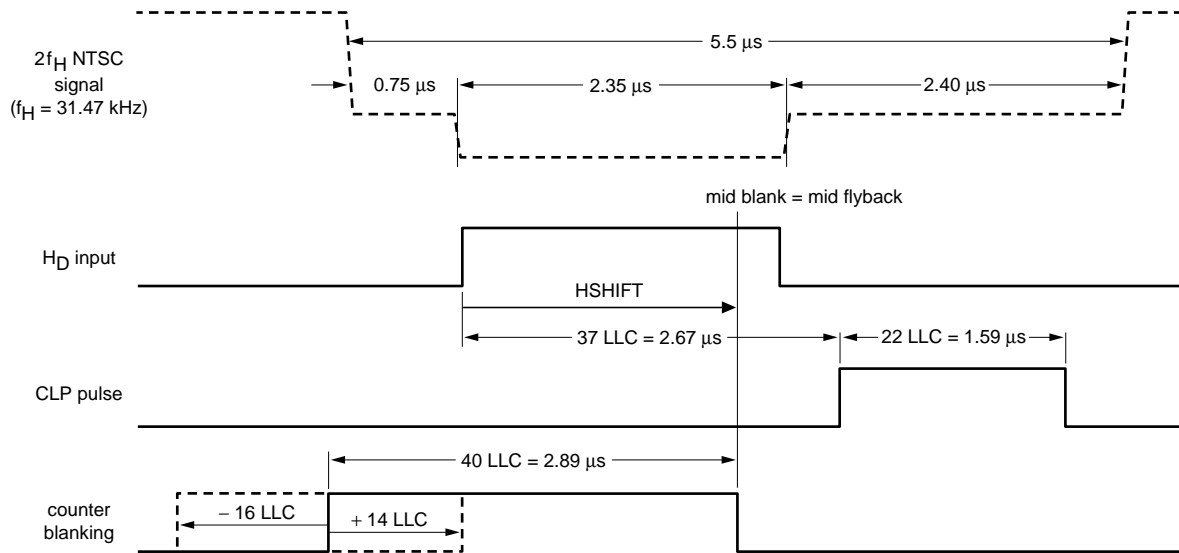 5.5 μs
2fH NTSC
signal
(fH = 31.47 kHz)
0.75 μs
2.35 μs
2.40 μs
mid blank = mid flyback
HD input
HSHIFT
37 LLC = 2.67 μs
22 LLC = 1.59 μs
CLP pulse
40 LLC = 2.89 μs
counter
blanking
− 16 LLC
+ 14 LLC